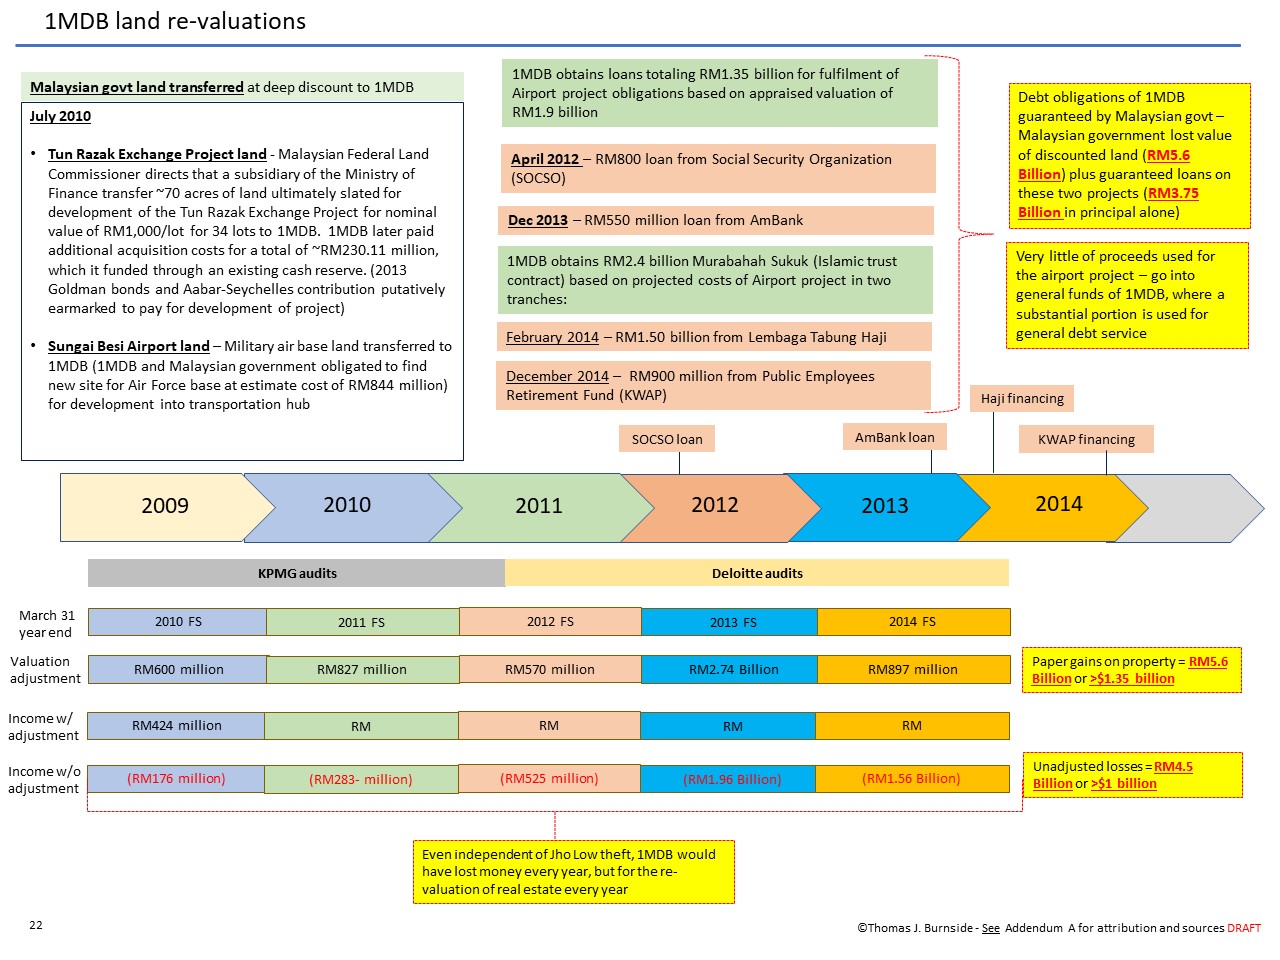 1MDB land re-valuations
Malaysian govt land transferred at deep discount to 1MDB
July 2010
• Tun Razak Exchange Project land - Malaysian Federal Land
Commissioner directs that a subsidiary of the Ministry of
Finance transfer ~70 acres of land ultimately slated for
development of the Tun Razak Exchange Project for nominal
value of RM1,000/lot for 34 lots to 1MDB. 1MDB later paid
additional acquisition costs for a total of ~RM230.11 million,
which it funded through an existing cash reserve. (2013
Goldman bonds and Aabar-Seychelles contribution putatively
earmarked to pay for development of project)
• Sungai Besi Airport land – Military air base land transferred to
1MDB (1MDB and Malaysian government obligated to find
new site for Air Force base at estimate cost of RM844 million)
for development into transportation hub
1MDB obtains loans totaling RM1.35 billion for fulfilment of
Airport project obligations based on appraised valuation of
RM1.9 billion
April 2012 – RM800 loan from Social Security Organization
(SOCSO)
Dec 2013 – RM550 million loan from AmBank
1MDB obtains RM2.4 billion Murabahah Sukuk (Islamic trust
contract) based on projected costs of Airport project in two
tranches:
February 2014 – RM1.50 billion from Lembaga Tabung Haji
December 2014 – RM900 million from Public Employees
Retirement Fund (KWAP)
Debt obligations of 1MDB
guaranteed by Malaysian govt –
Malaysian government lost value
of discounted land (RM5.6
Billion) plus guaranteed loans on
these two projects (RM3.75
Billion in principal alone)
Very little of proceeds used for
the airport project – go into
general funds of 1MDB, where a
substantial portion is used for
general debt service
SOCSO loan
AmBank loan
Haji financing
KWAP financing
2009
2010
2011
2012
2013
2014
KPMG audits
Deloitte audits
March 31
year end
2010 FS
2011 FS
2012 FS
2013 FS
2014 FS
Valuation
adjustment
RM600 million
RM827 million
RM570 million
RM2.74 Billion
RM897 million
Paper gains on property = RM5.6
Billion or >$1.35 billion
Income w/
adjustment
RM424 million
RM
RM
RM
RM
Income w/o
adjustment
(RM176 million)
(RM283- million)
(RM525 million)
(RM1.96 Billion)
(RM1.56 Billion)
Unadjusted losses =RM4.5
Billion or >$1 billion
Even independent of Jho Low theft, 1MDB would
have lost money every year, but for the re-
valuation of real estate every year
22
©Thomas J. Burnside - See Addendum A for attribution and sources DRAFT